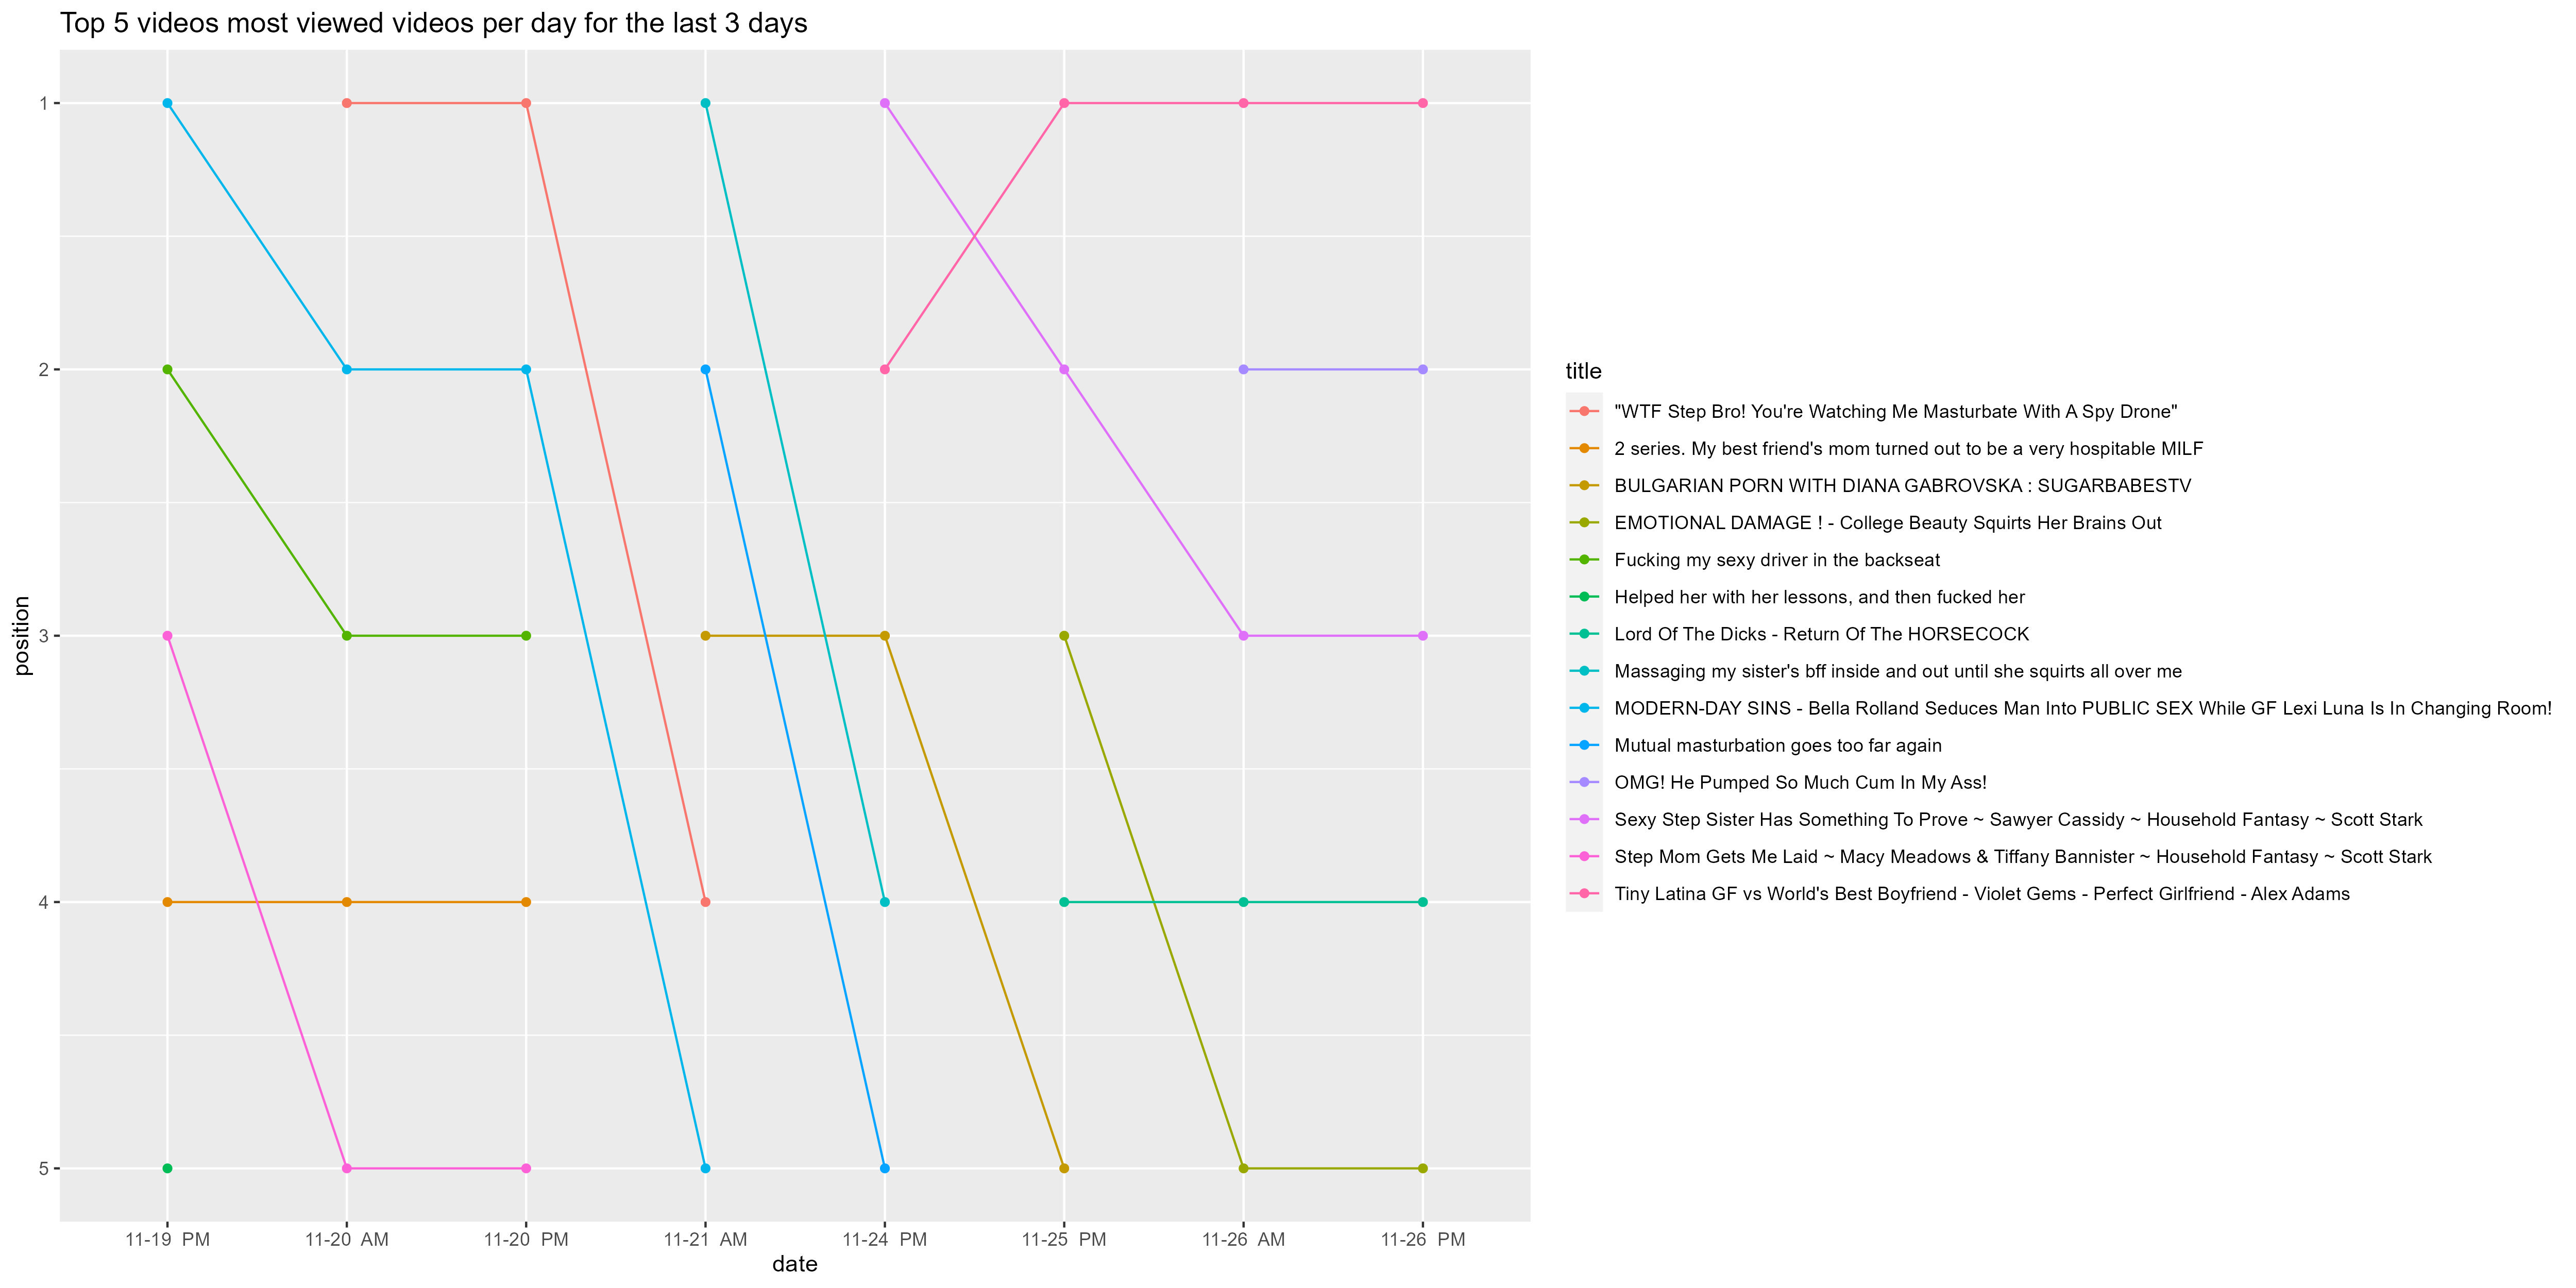 Top 5 videos most viewed videos per day for the last 3 days
position
1
2
3
4
5
11-19 PM
11-20 AM
11-20 PM
11-21 AM
11-24 PM
11-25 PM
11-26 AM
11-26 PM
date
title
"WTF Step Bro! You're Watching Me Masturbate With A Spy Drone"
2 series. My best friend's mom turned out to be a very hospitable MILF
BULGARIAN PORN WITH DIANA GABROVSKA : SUGARBABESTV
EMOTIONAL DAMAGE ! - College Beauty Squirts Her Brains Out
Fucking my sexy driver in the backseat
Helped her with her lessons, and then fucked her
Lord Of The Dicks - Return Of The HORSECOCK
Massaging my sister's bff inside and out until she squirts all over me
MODERN-DAY SINS - Bella Rolland Seduces Man Into PUBLIC SEX While GF Lexi Luna Is In Changing Room!
Mutual masturbation goes too far again
OMG! He Pumped So Much Cum In My Ass!
Sexy Step Sister Has Something To Prove ~ Sawyer Cassidy ~ Household Fantasy ~ Scott Stark
Step Mom Gets Me Laid ~ Macy Meadows & Tiffany Bannister ~ Household Fantasy ~ Scott Stark
Tiny Latina GF vs World's Best Boyfriend - Violet Gems - Perfect Girlfriend - Alex Adams